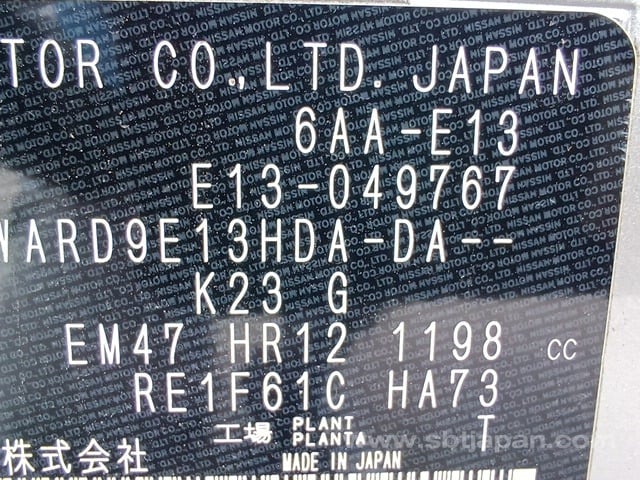 TOR CO.,LTD. JAPAN
6AA-E13
E13-049767
NARD9E13HDA-DA--
K23 G
EM47 HR12 1198 cc
RE1F61C HA73
工場 PLANT PLANTA T
株式会社 MADE IN JAPAN
www.sbtjapan.com